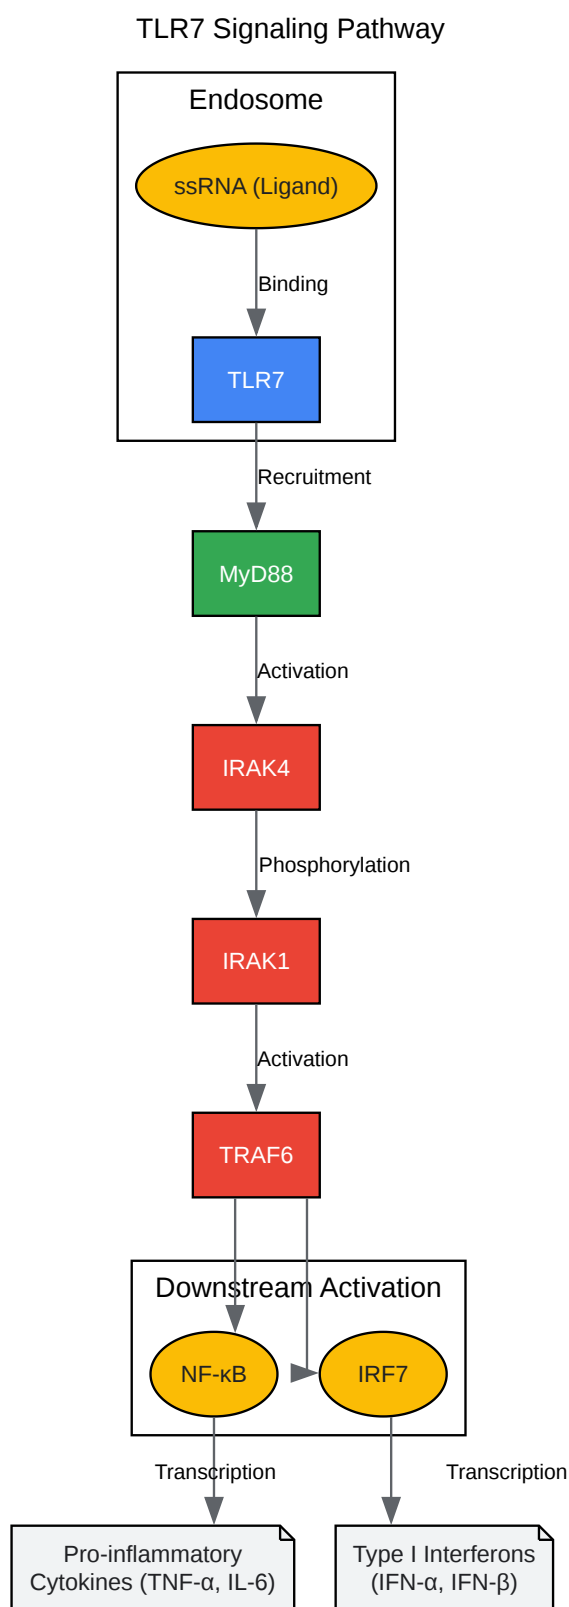 TLR7 Signaling Pathway
Endosome
ssRNA (Ligand)
Binding
TLR7
Recruitment
MyD88
Activation
IRAK4
Phosphorylation
IRAK1
Activation
TRAF6
Downstream Activation
NF-κB
IRF7
Transcription
Transcription
Pro-inflammatory
Cytokines (TNF-α, IL-6)
Type I Interferons
(IFN-α, IFN-β)